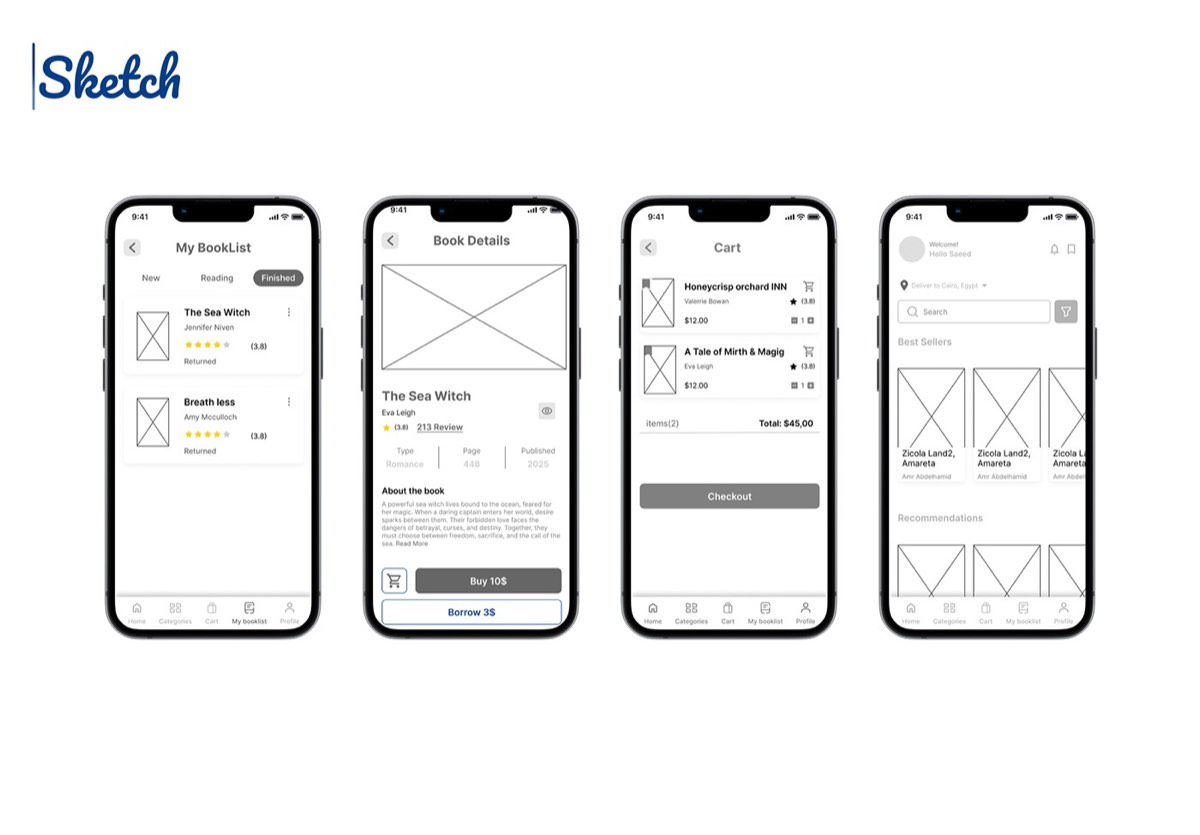 Sketch
9:41
My BookList
New Reading Finished
The Sea Witch
Jennifer Niven
(3.8)
Returned
Breath less
Amy Mcculloch
(3.8)
Returned
Home Categories Cart My booklist Profile
9:41
Book Details
The Sea Witch
Eva Leigh
(3.8) 213 Review
Type Page Published
Romance 448 2025
About the book
A powerful sea witch lives bound to the ocean, feared for
her magic. When a daring captain enters her world, desire
sparks between them. Their forbidden love faces the
dangers of betrayal, curses, and destiny. Together, they
must choose between freedom, sacrifice, and the call of the
sea. Read More
Buy 10$
Borrow 3$
9:41
Cart
Honeycrisp orchard INN
Valerrie Bowan (3.8)
$12.00 1
A Tale of Mirth & Magig
Eva Leigh (3.8)
$12.00 1
items(2) Total: $45,00
Checkout
Home Categories Cart My booklist Profile
9:41
Welcome!
Hello Saeed
Deliver to Cairo, Egypt
Search
Best Sellers
Zicola Land2, Zicola Land2, Zicola La
Amareta Amareta Amareta
Amr Abdelhamid Amr Abdelhamid Amr Abdel
Recommendations
Home Categories Cart My booklist Profile